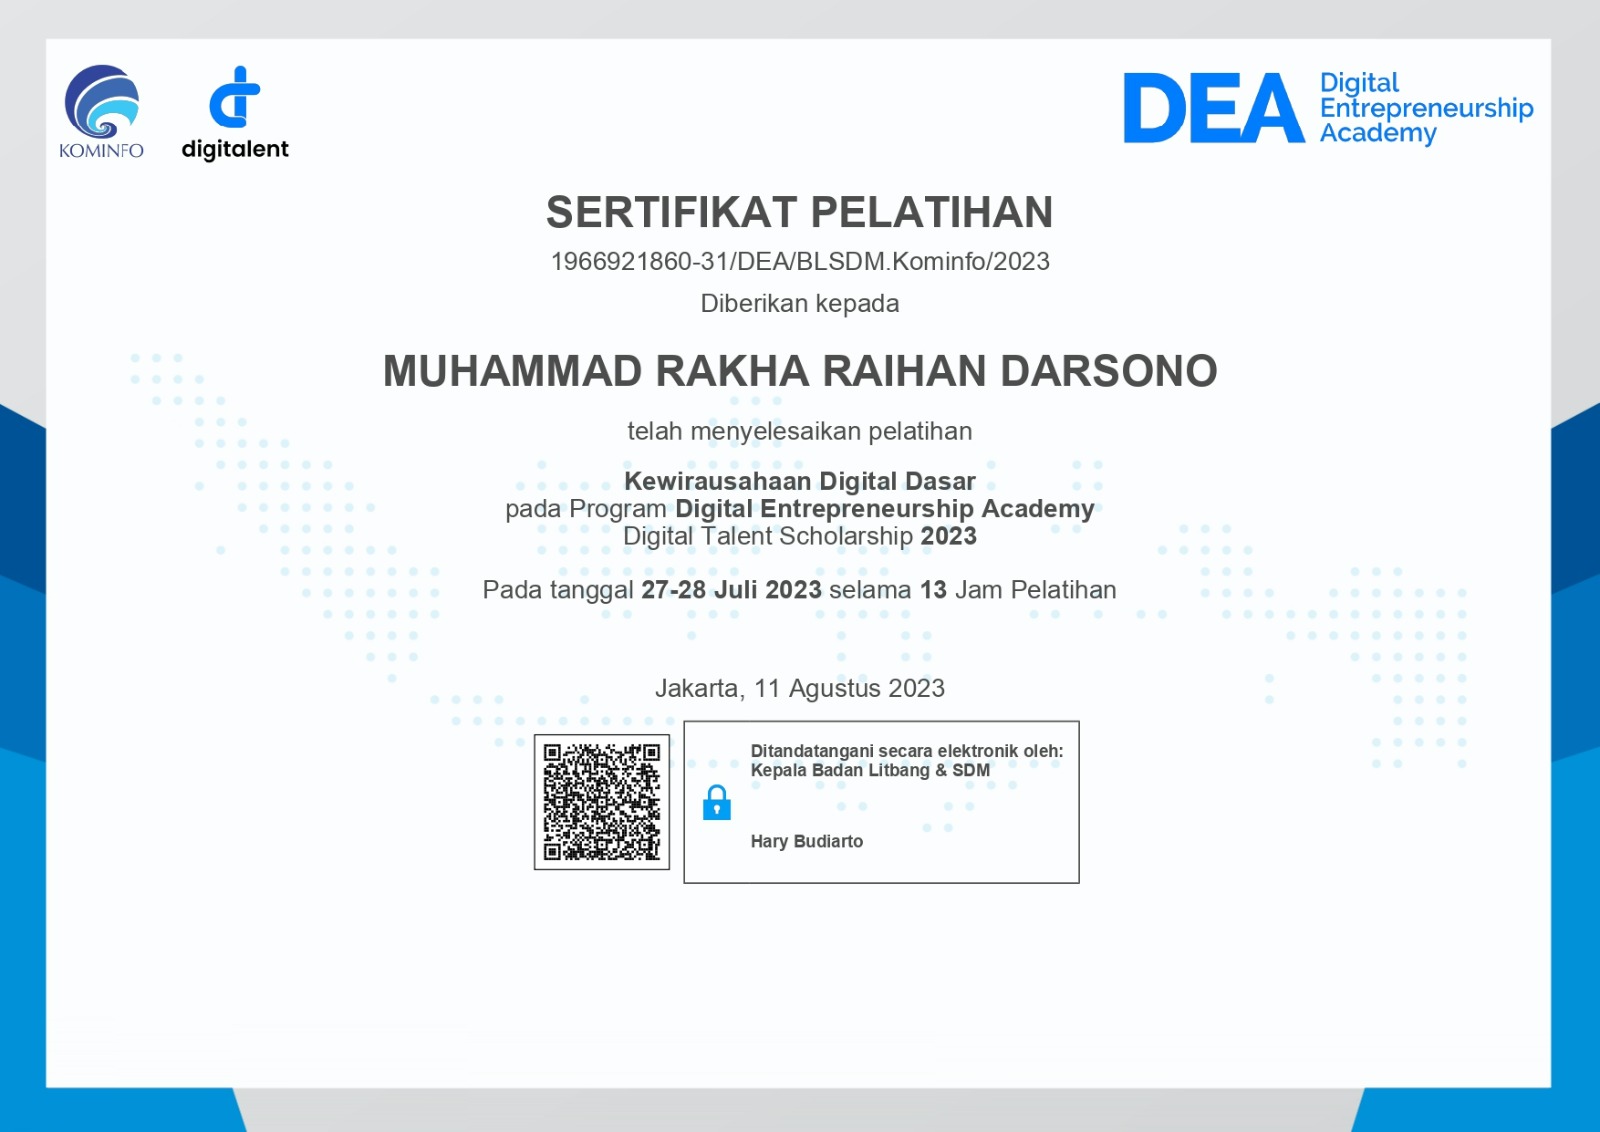 KOMINFO
digitalent
DEA
Digital
Entrepreneurship
Academy
SERTIFIKAT PELATIHAN
1966921860-31/DEA/BLSDM.Kominfo/2023
Diberikan kepada
MUHAMMAD RAKHA RAIHAN DARSONO
telah menyelesaikan pelatihan
Kewirausahaan Digital Dasar
pada Program Digital Entrepreneurship Academy
Digital Talent Scholarship 2023
Pada tanggal 27-28 Juli 2023 selama 13 Jam Pelatihan
Jakarta, 11 Agustus 2023
Ditandatangani secara elektronik oleh:
Kepala Badan Litbang & SDM
Hary Budiarto